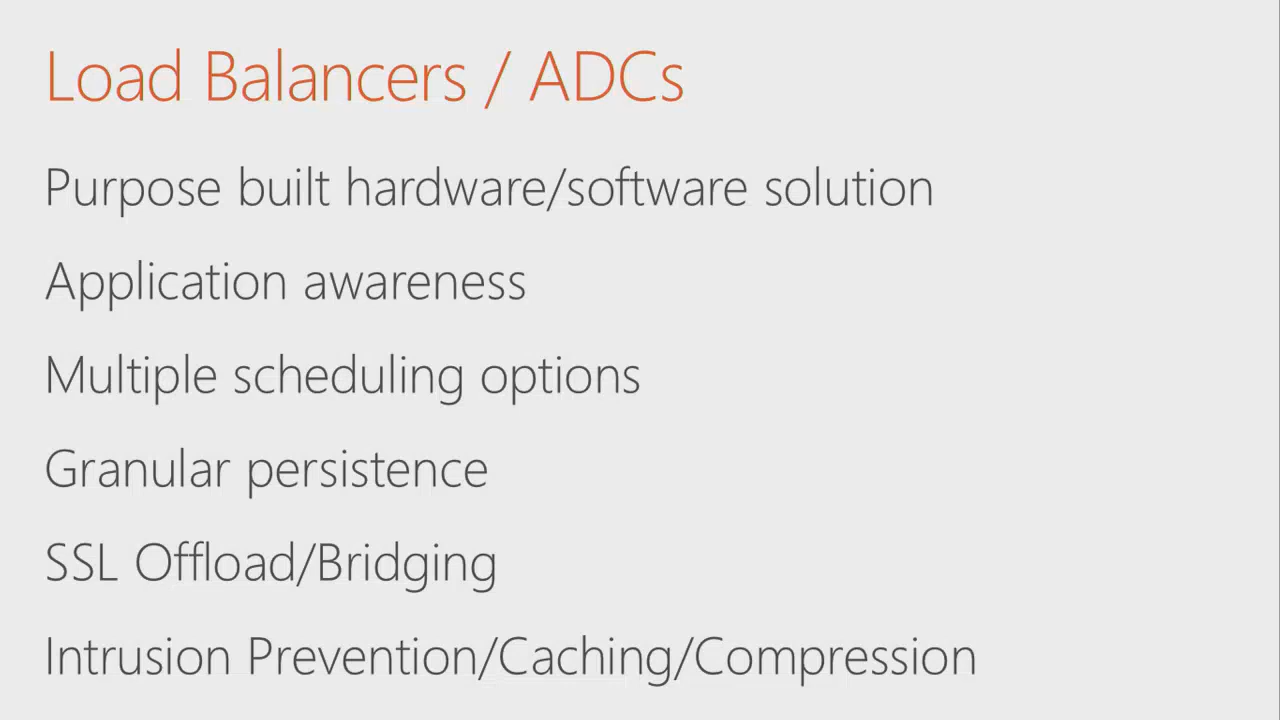 Load Balancers / ADCs
Purpose built hardware/software solution
Application awareness
Multiple scheduling options
Granular persistence
SSL Offload/Bridging
Intrusion Prevention/Caching/Compression